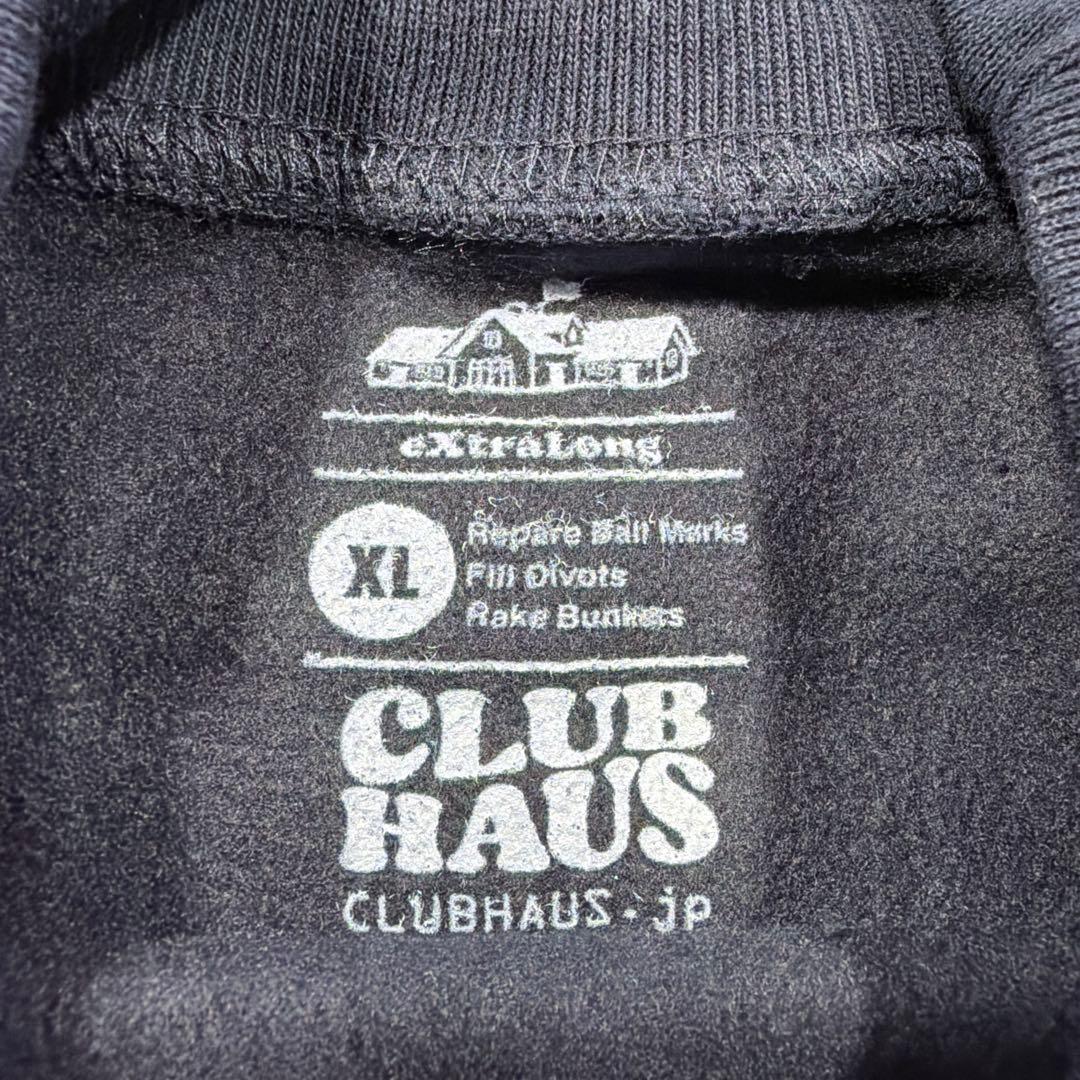 eXtraLong
XL
Repare Ball Marks
Fill Divots
Rake Bunkers
CLUB
HAUS
CLUBHAUS.jp